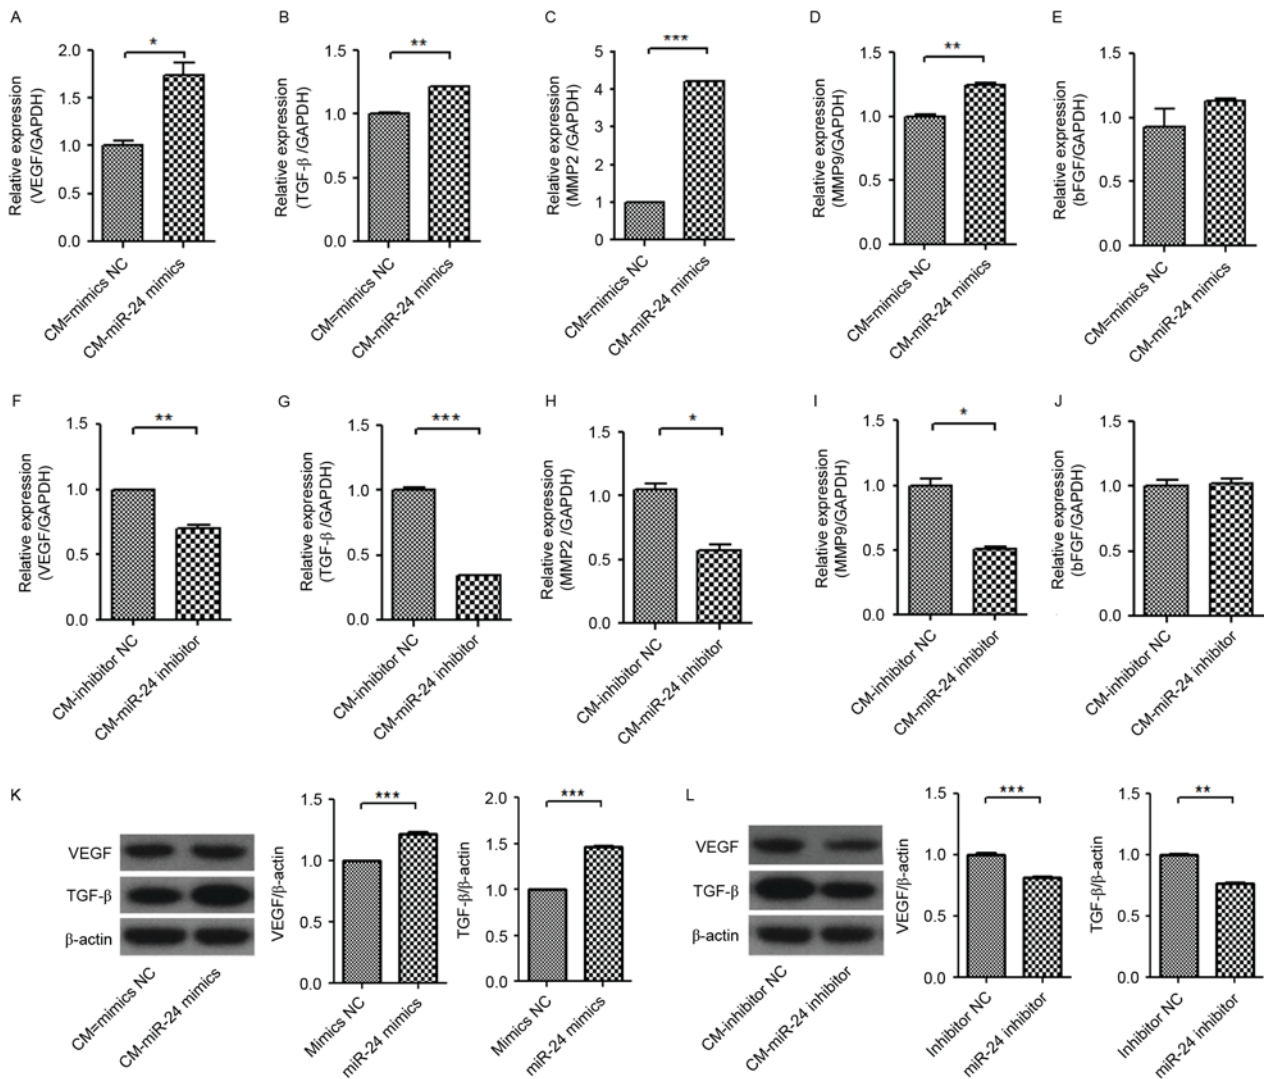 A
Relative expression
(VEGF/GAPDH)
2.0
1.5
1.0
0.5
0.0
*
CM=mimics NC
CM-miR-24 mimics
B
Relative expression
(TGF-β /GAPDH)
1.5
1.0
0.5
0.0
**
CM=mimics NC
CM-miR-24 mimics
C
Relative expression
(MMP2 /GAPDH)
5
4
3
2
1
0
***
CM=mimics NC
CM-miR-24 mimics
D
Relative expression
(MMP9/GAPDH)
1.5
1.0
0.5
0.0
**
CM=mimics NC
CM-miR-24 mimics
E
Relative expression
(bFGF/GAPDH)
1.5
1.0
0.5
0.0
CM=mimics NC
CM-miR-24 mimics
F
Relative expression
(VEGF/GAPDH)
1.5
1.0
0.5
0.0
**
CM-inhibitor NC
CM-miR-24 inhibitor
G
Relative expression
(TGF-β /GAPDH)
1.5
1.0
0.5
0.0
***
CM-inhibitor NC
CM-miR-24 inhibitor
H
Relative expression
(MMP2 /GAPDH)
1.5
1.0
0.5
0.0
*
CM-inhibitor NC
CM-miR-24 inhibitor
I
Relative expression
(MMP9/GAPDH)
1.5
1.0
0.5
0.0
*
CM-inhibitor NC
CM-miR-24 inhibitor
J
Relative expression
(bFGF/GAPDH)
1.5
1.0
0.5
0.0
CM-inhibitor NC
CM-miR-24 inhibitor
K
VEGF
TGF-β
β-actin
CM=mimics NC
CM-miR-24 mimics
VEGF/β-actin
1.5
1.0
0.5
0.0
***
Mimics NC
miR-24 mimics
TGF-β/β-actin
2.0
1.5
1.0
0.5
0.0
***
Mimics NC
miR-24 mimics
L
VEGF
TGF-β
β-actin
CM-inhibitor NC
CM-miR-24 inhibitor
VEGF/β-actin
1.5
1.0
0.5
0.0
***
Inhibitor NC
miR-24 inhibitor
TGF-β/β-actin
1.5
1.0
0.5
0.0
**
Inhibitor NC
miR-24 inhibitor